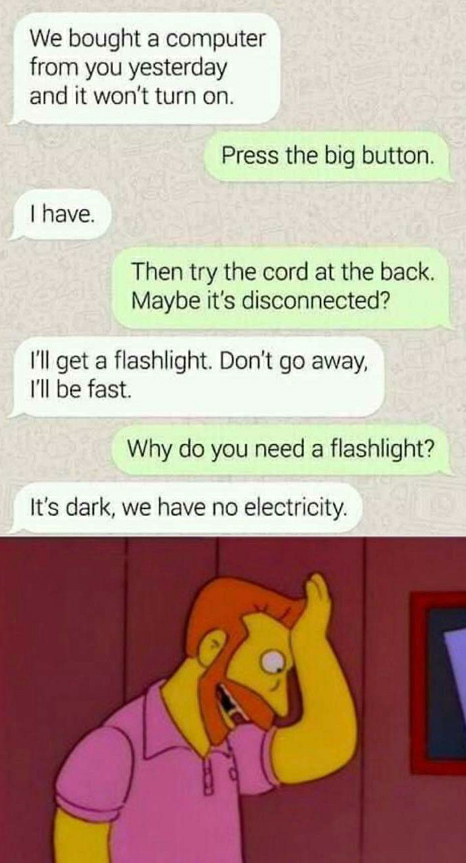 We bought a computer
from you yesterday
and it won't turn on.
Press the big button.
I have.
Then try the cord at the back.
Maybe it's disconnected?
I'll get a flashlight. Don't go away,
I'll be fast.
Why do you need a flashlight?
It's dark, we have no electricity.